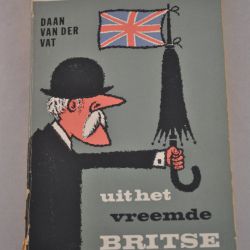 DAAN
VAN DER
VAT
uit het
vreemde
BRITSE